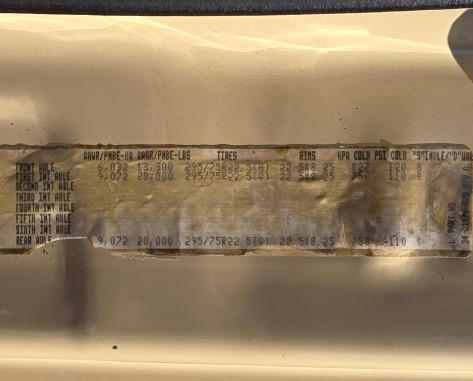 GAWR/PNBE-KG GAWR/PNBE-LBS TIRES RIMS KPA COLD PSI COLD "S"INGLE/"D"UAL
FRONT AXLE 6,032 13,300 295/75R22.5(G) 22.5X8.25 827 120 S
FIRST INT AXLE 9,072 20,000 295/75R22.5(G) 22.5X8.25
SECOND INT AXLE
THIRD INT AXLE
FOURTH INT AXLE
FIFTH INT AXLE
SIXTH INT AXLE
REAR AXLE 9,072 20,000 295/75R22.5(G) 22.5X8.25 758 110
PART NO.